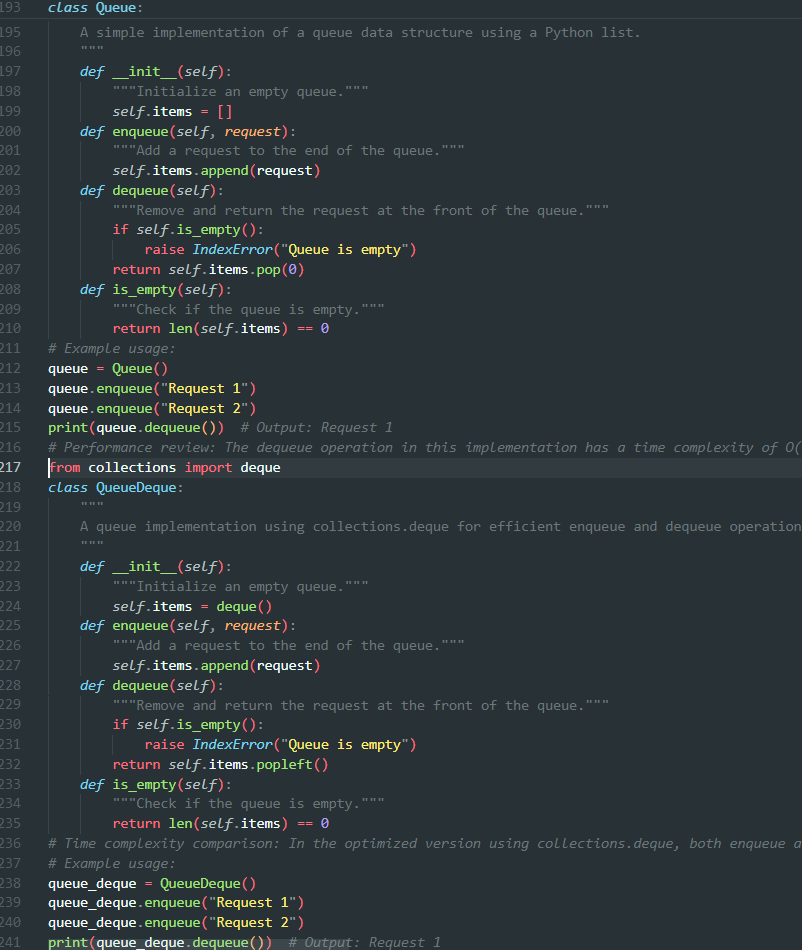 193 class Queue:
195     A simple implementation of a queue data structure using a Python list.
196     """
197     def __init__(self):
198         """Initialize an empty queue."""
199         self.items = []
200     def enqueue(self, request):
201         """Add a request to the end of the queue."""
202         self.items.append(request)
203     def dequeue(self):
204         """Remove and return the request at the front of the queue."""
205         if self.is_empty():
206             raise IndexError("Queue is empty")
207         return self.items.pop(0)
208     def is_empty(self):
209         """Check if the queue is empty."""
210         return len(self.items) == 0
211 # Example usage:
212 queue = Queue()
213 queue.enqueue("Request 1")
214 queue.enqueue("Request 2")
215 print(queue.dequeue())  # Output: Request 1
216 # Performance review: The dequeue operation in this implementation has a time complexity of O(
217 from collections import deque
218 class QueueDeque:
219     """
220     A queue implementation using collections.deque for efficient enqueue and dequeue operation
221     """
222     def __init__(self):
223         """Initialize an empty queue."""
224         self.items = deque()
225     def enqueue(self, request):
226         """Add a request to the end of the queue."""
227         self.items.append(request)
228     def dequeue(self):
229         """Remove and return the request at the front of the queue."""
230         if self.is_empty():
231             raise IndexError("Queue is empty")
232         return self.items.popleft()
233     def is_empty(self):
234         """Check if the queue is empty."""
235         return len(self.items) == 0
236 # Time complexity comparison: In the optimized version using collections.deque, both enqueue a
237 # Example usage:
238 queue_deque = QueueDeque()
239 queue_deque.enqueue("Request 1")
240 queue_deque.enqueue("Request 2")
241 print(queue_deque.dequeue())  # Output: Request 1